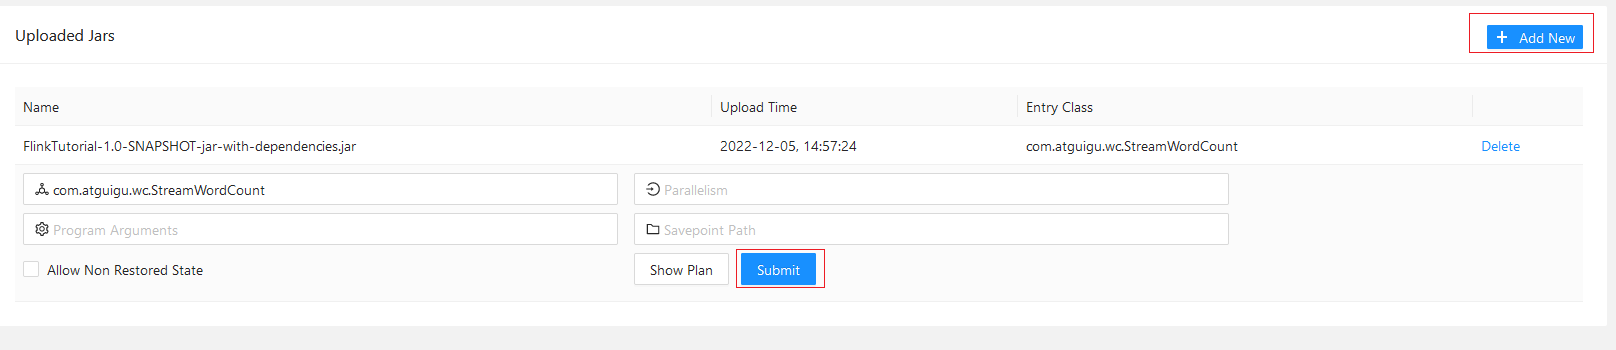 Uploaded Jars
+ Add New
Name Upload Time Entry Class
FlinkTutorial-1.0-SNAPSHOT-jar-with-dependencies.jar 2022-12-05, 14:57:24 com.atguigu.wc.StreamWordCount Delete
com.atguigu.wc.StreamWordCount Parallelism
Program Arguments Savepoint Path
Allow Non Restored State Show Plan Submit